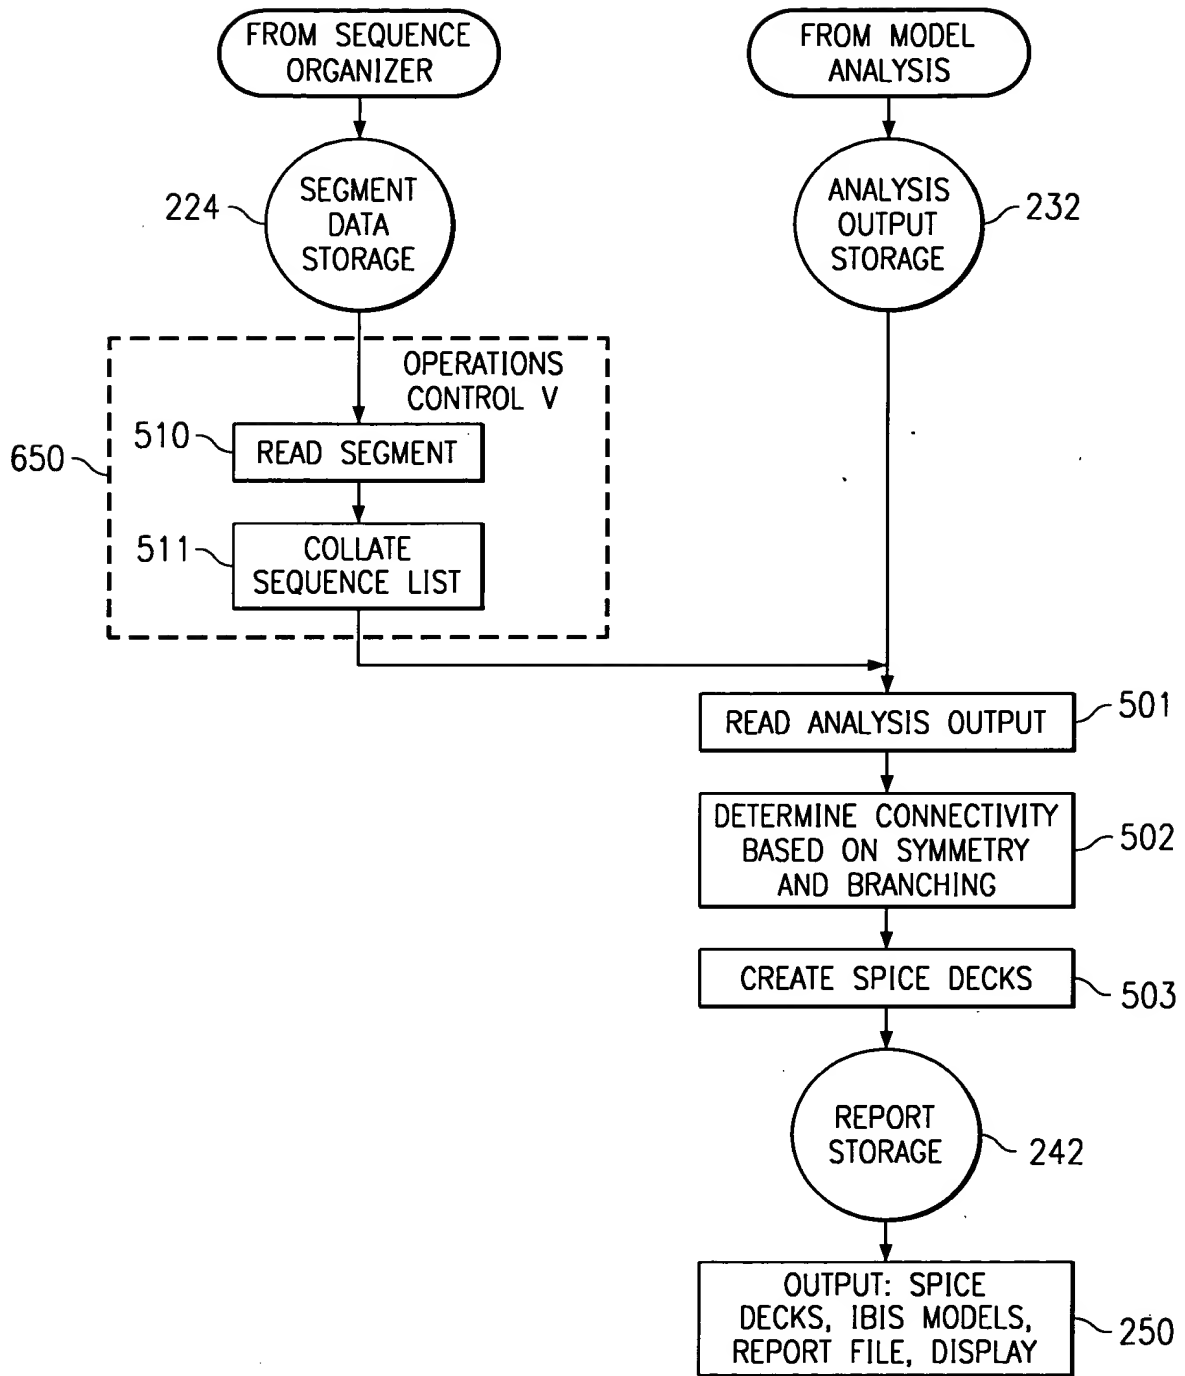 FROM SEQUENCE
ORGANIZER
FROM MODEL
ANALYSIS
224
SEGMENT
DATA
STORAGE
ANALYSIS
OUTPUT
STORAGE
232
OPERATIONS
CONTROL V
650
510
READ SEGMENT
511
COLLATE
SEQUENCE LIST
READ ANALYSIS OUTPUT
501
DETERMINE CONNECTIVITY
BASED ON SYMMETRY
AND BRANCHING
502
CREATE SPICE DECKS
503
REPORT
STORAGE
242
OUTPUT: SPICE
DECKS, IBIS MODELS,
REPORT FILE, DISPLAY
250